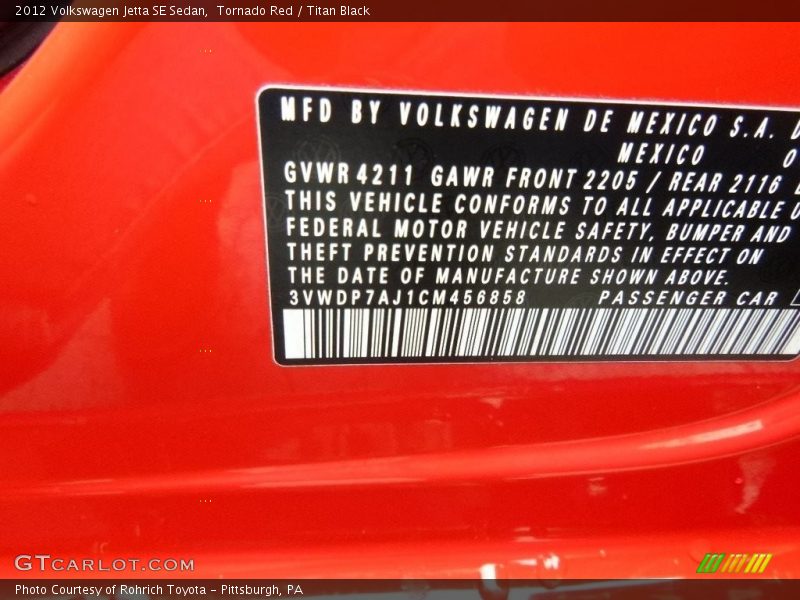 2012 Volkswagen Jetta SE Sedan, Tornado Red / Titan Black
MFD BY VOLKSWAGEN DE MEXICO S.A. D
MEXICO 0
GVWR 4211 GAWR FRONT 2205 / REAR 2116
THIS VEHICLE CONFORMS TO ALL APPLICABLE
FEDERAL MOTOR VEHICLE SAFETY, BUMPER AND
THEFT PREVENTION STANDARDS IN EFFECT ON
THE DATE OF MANUFACTURE SHOWN ABOVE.
3VWDP7AJ1CM456858 PASSENGER CAR
GTCARLOT.COM
Photo Courtesy of Rohrich Toyota - Pittsburgh, PA